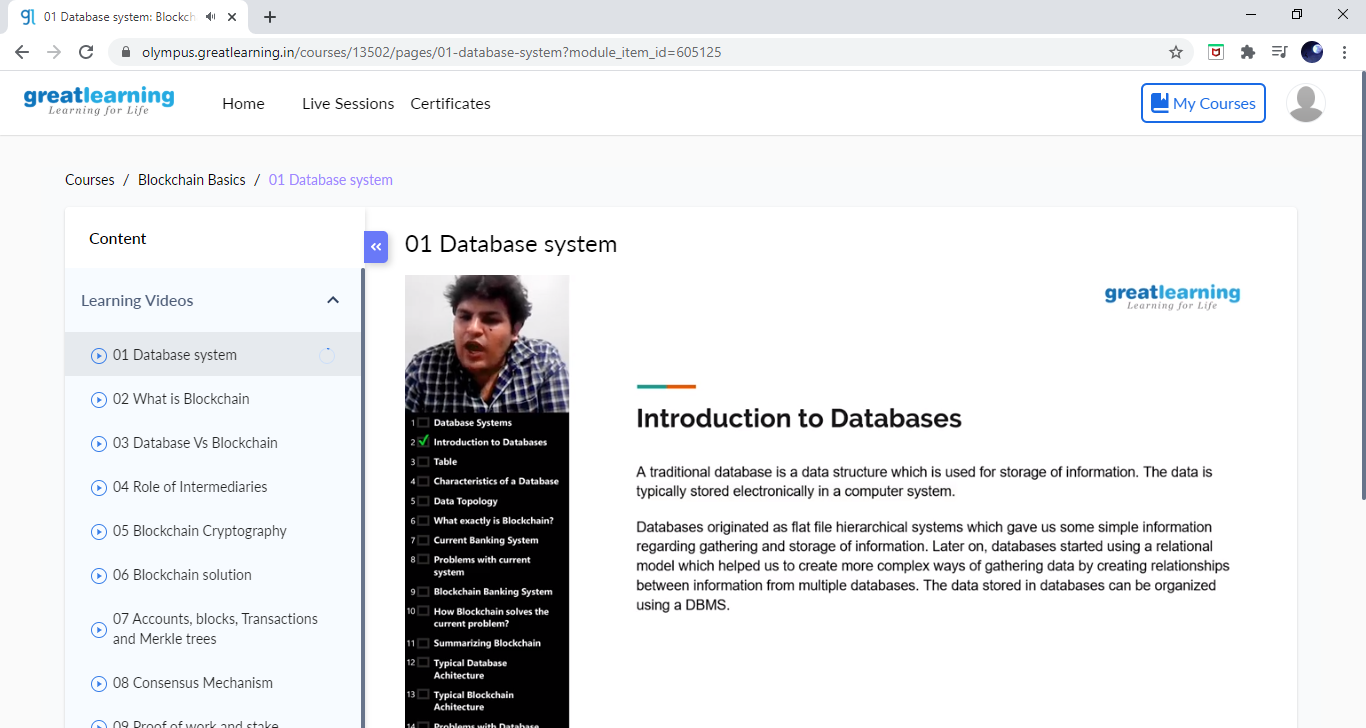 01 Database system: Blockch
olympus.greatlearning.in/courses/13502/pages/01-database-system?module_item_id=605125
greatlearning
Learning for Life
Home
Live Sessions
Certificates
My Courses
Courses / Blockchain Basics / 01 Database system
Content
Learning Videos
01 Database system
02 What is Blockchain
03 Database Vs Blockchain
04 Role of Intermediaries
05 Blockchain Cryptography
06 Blockchain solution
07 Accounts, blocks, Transactions
and Merkle trees
08 Consensus Mechanism
09 Proof of work and stake
01 Database system
1 Database Systems
2 Introduction to Databases
3 Table
4 Characteristics of a Database
5 Data Topology
6 What exactly is Blockchain?
7 Current Banking System
8 Problems with current
system
9 Blockchain Banking System
10 How Blockchain solves the
current problem?
11 Summarizing Blockchain
12 Typical Database
Achitecture
13 Typical Blockchain
Achitecture
14 Problems with Database
greatlearning
Learning for Life
Introduction to Databases
A traditional database is a data structure which is used for storage of information. The data is
typically stored electronically in a computer system.
Databases originated as flat file hierarchical systems which gave us some simple information
regarding gathering and storage of information. Later on, databases started using a relational
model which helped us to create more complex ways of gathering data by creating relationships
between information from multiple databases. The data stored in databases can be organized
using a DBMS.